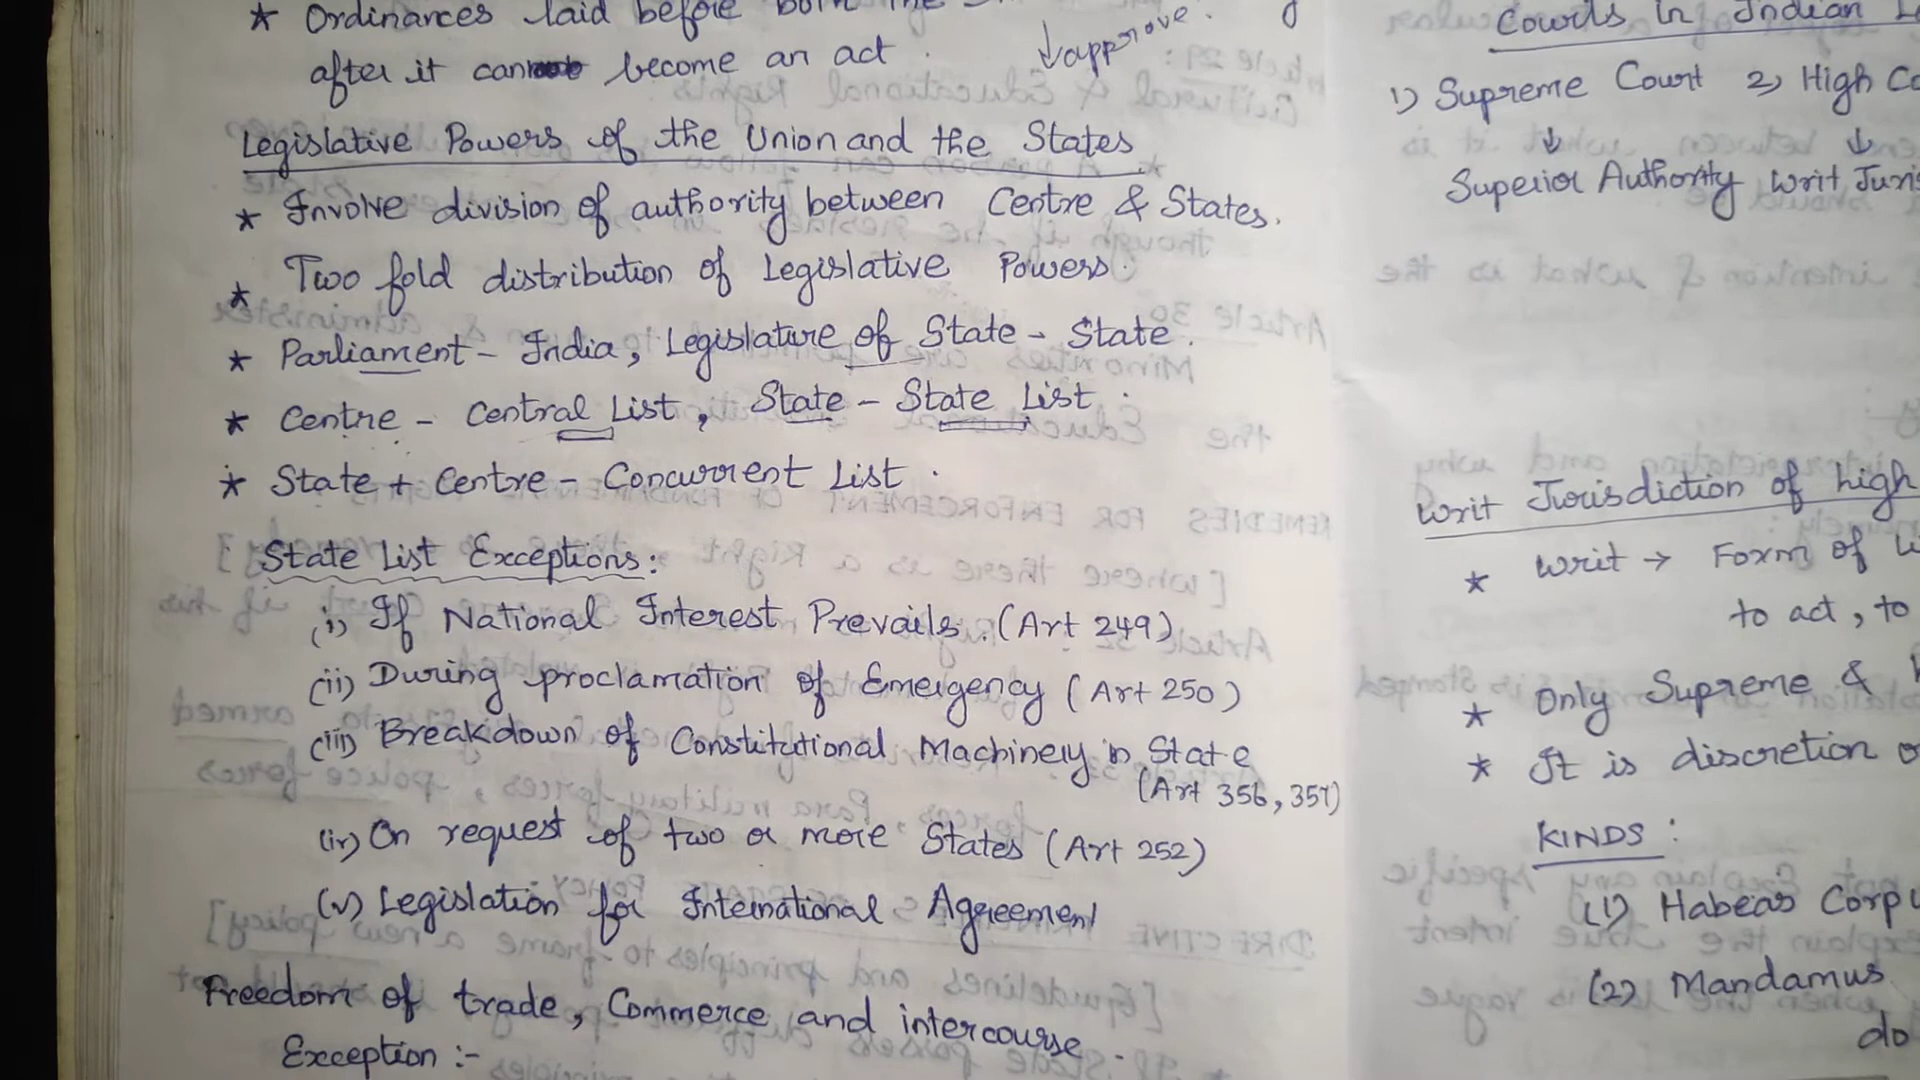 * Ordinances laid before both the
after it can become an act .
↓approve.
Legislative Powers of the Union and the States
* Involve division of authority between Centre & States.
* Two fold distribution of Legislative Powers.
* Parliament - India, Legislature of State - State.
* Centre - Central List, State - State List.
* State + Centre - Concurrent List.
State List Exceptions:
(i) If National Interest Prevails. (Art 249)
(ii) During proclamation of Emergency (Art 250)
(iii) Breakdown of Constitutional Machinery in State
(Art 356, 357)
(iv) On request of two or more States (Art 252)
(v) Legislation for International Agreement
Freedom of trade, Commerce and intercourse.
Exception :-
Courts in Indian
1) Supreme Court 2) High
↓ ↓
Superior Authority Writ
Writ Jurisdiction of high
* Writ → Form of
to act, to
* Only Supreme &
* It is discretion
KINDS :
(1) Habeas
(2) Mandamus
do